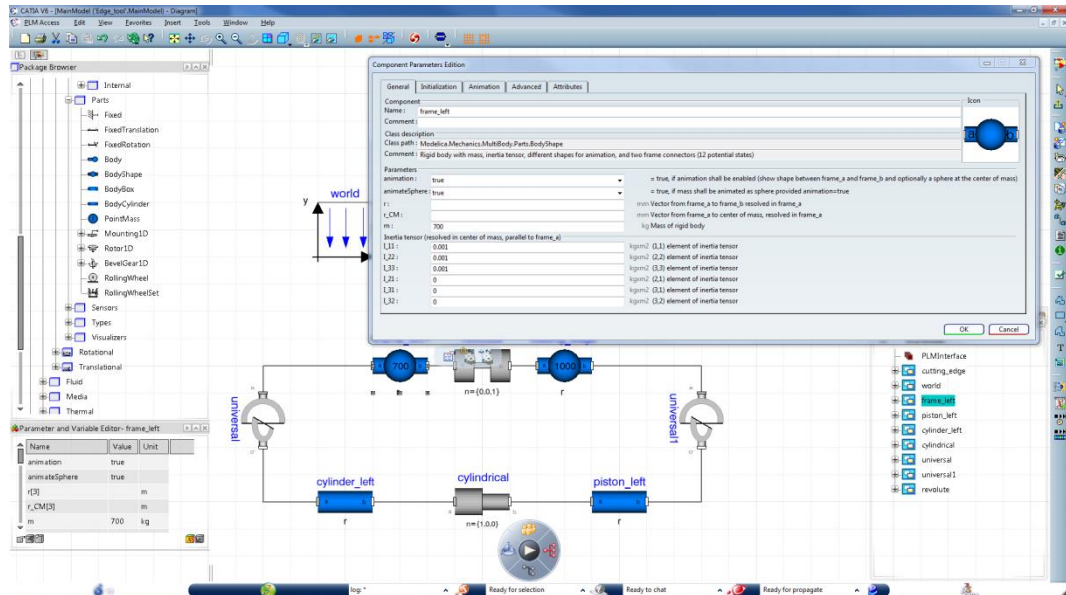 CATIA V6 - [MainModel ('Edge_tool'.MainModel) - Diagram]
PLM Access Edit View Favorites Insert Tools Window Help
Package Browser
Internal
Parts
Fixed
FixedTranslation
FixedRotation
Body
BodyShape
BodyBox
BodyCylinder
PointMass
Mounting1D
Rotor1D
BevelGear1D
RollingWheel
RollingWheelSet
Sensors
Types
Visualizers
Rotational
Translational
Fluid
Media
Thermal
Parameter and Variable Editor- frame_left
Name Value Unit
animation true
animateSphere true
r[3] m
r_CM[3] m
m 700 kg
world
y
Component Parameters Edition
General Initialization Animation Advanced Attributes
Component
Name : frame_left
Comment :
Icon
a b
Class description
Class path : Modelica.Mechanics.MultiBody.Parts.BodyShape
Comment : Rigid body with mass, inertia tensor, different shapes for animation, and two frame connectors (12 potential states)
Parameters
animation : true = true, if animation shall be enabled (show shape between frame_a and frame_b and optionally a sphere at the center of mass)
animateSphere : true = true, if mass shall be animated as sphere provided animation=true
r : mm Vector from frame_a to frame_b resolved in frame_a
r_CM : mm Vector from frame_a to center of mass, resolved in frame_a
m : 700 kg Mass of rigid body
Inertia tensor (resolved in center of mass, parallel to frame_a)
I_11 : 0.001 kgxm2 (1,1) element of inertia tensor
I_22 : 0.001 kgxm2 (2,2) element of inertia tensor
I_33 : 0.001 kgxm2 (3,3) element of inertia tensor
I_21 : 0 kgxm2 (2,1) element of inertia tensor
I_31 : 0 kgxm2 (3,1) element of inertia tensor
I_32 : 0 kgxm2 (3,2) element of inertia tensor
OK Cancel
700
1000
n={0,0,1}
r
universal
universal1
cylinder_left
cylindrical
piston_left
a b
a b
r
n={1,0,0}
r
PLMInterface
cutting_edge
world
frame_left
piston_left
cylinder_left
cylindrical
universal
universal1
revolute
log: *
Ready for selection
Ready to chat
Ready for propagate